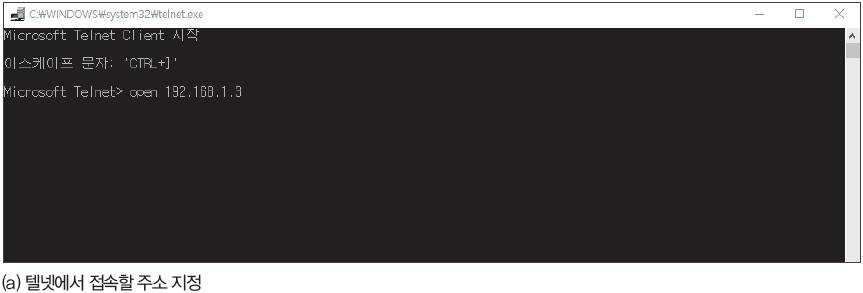 C:₩WINDOWS₩system32₩telnet.exe
Microsoft Telnet Client 시작
이스케이프 문자: 'CTRL+]'
Microsoft Telnet> open 192.168.1.3
(a) 텔넷에서 접속할 주소 지정